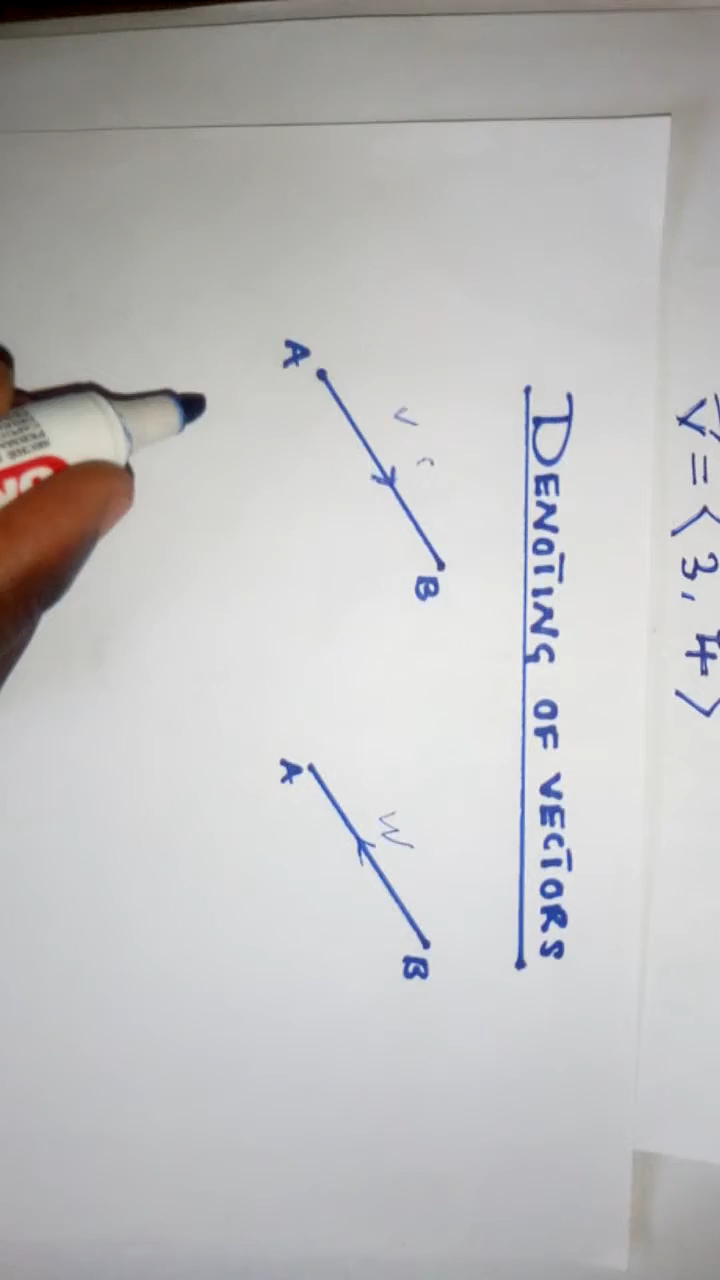 V = ⟨ 3, 4 ⟩
DENOTING OF VECTORS
V
W
B
B
A
A